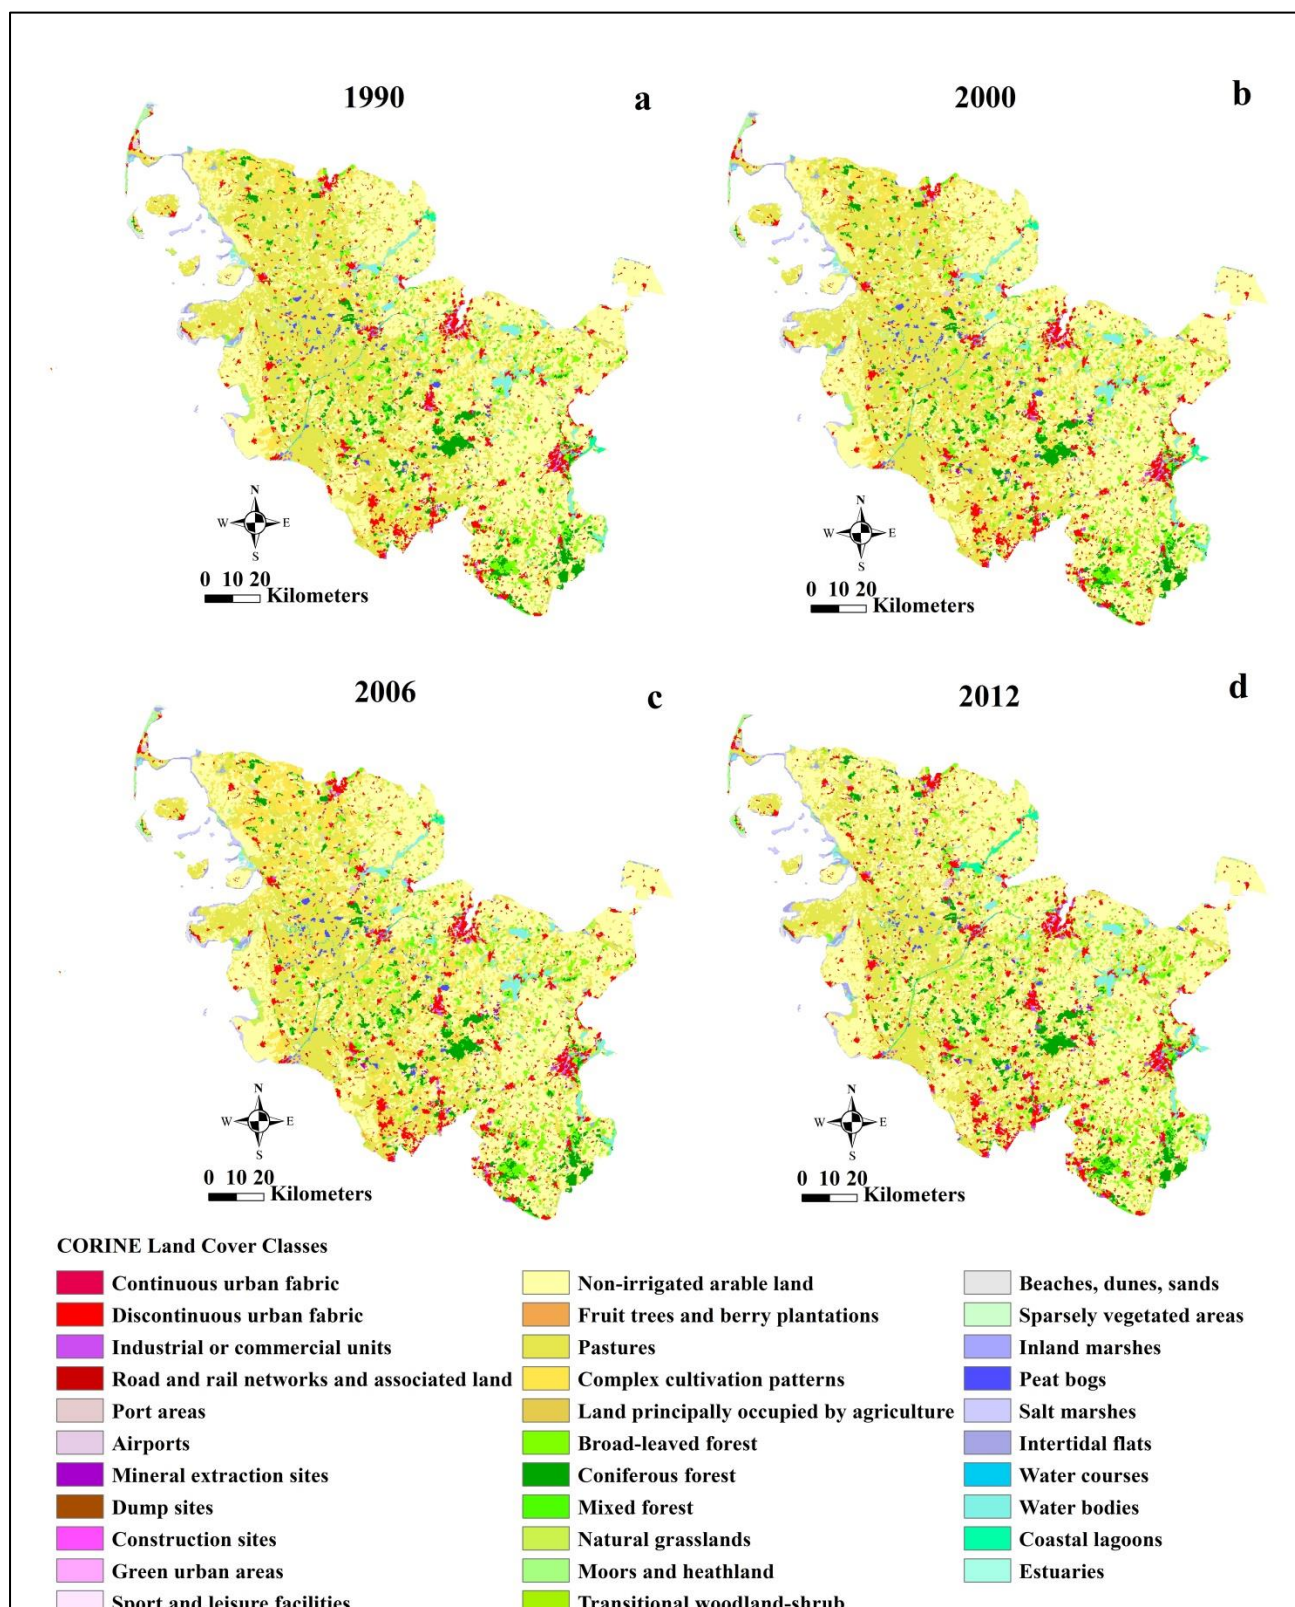 1990
a
2000
b
N
W E
S
0 10 20
Kilometers
N
W E
S
0 10 20
Kilometers
2006
c
2012
d
N
W E
S
0 10 20
Kilometers
N
W E
S
0 10 20
Kilometers
CORINE Land Cover Classes
Continuous urban fabric
Discontinuous urban fabric
Industrial or commercial units
Road and rail networks and associated land
Port areas
Airports
Mineral extraction sites
Dump sites
Construction sites
Green urban areas
Sport and leisure facilities
Non-irrigated arable land
Fruit trees and berry plantations
Pastures
Complex cultivation patterns
Land principally occupied by agriculture
Broad-leaved forest
Coniferous forest
Mixed forest
Natural grasslands
Moors and heathland
Transitional woodland-shrub
Beaches, dunes, sands
Sparsely vegetated areas
Inland marshes
Peat bogs
Salt marshes
Intertidal flats
Water courses
Water bodies
Coastal lagoons
Estuaries